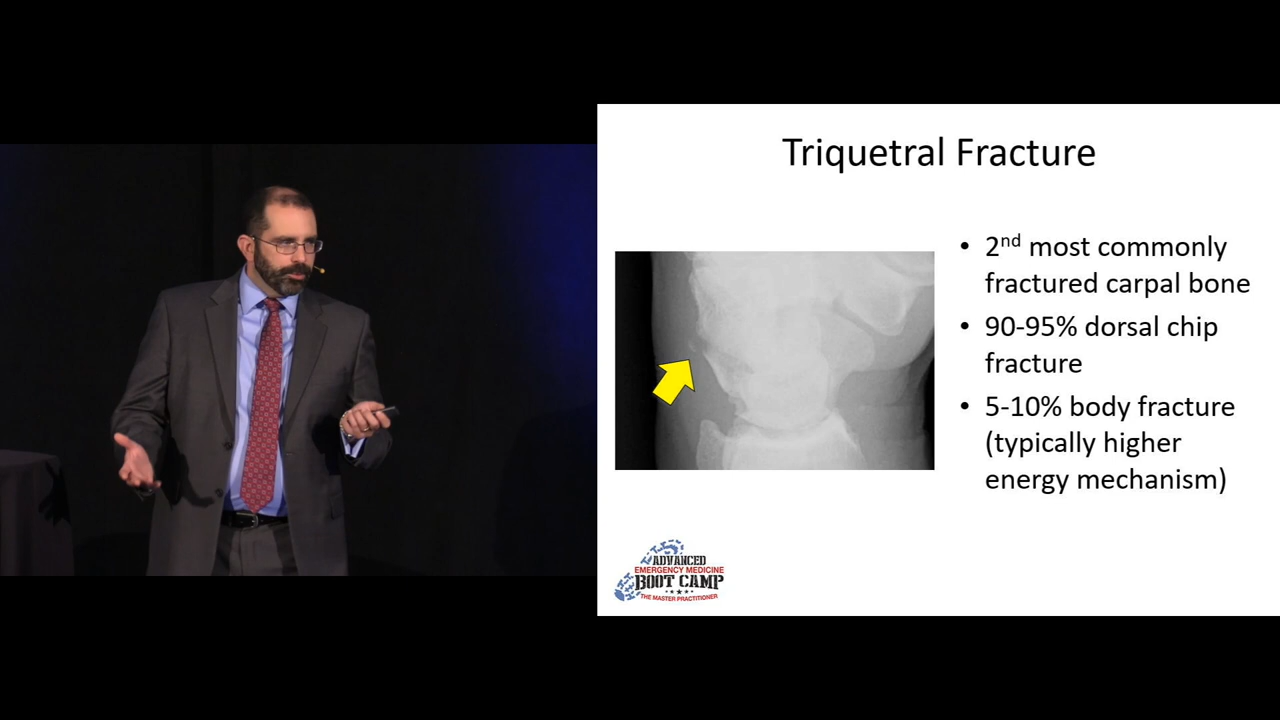 Triquetral Fracture
• 2nd most commonly
fractured carpal bone
• 90-95% dorsal chip
fracture
• 5-10% body fracture
(typically higher
energy mechanism)
ADVANCED
EMERGENCY MEDICINE
BOOT CAMP
THE MASTER PRACTITIONER